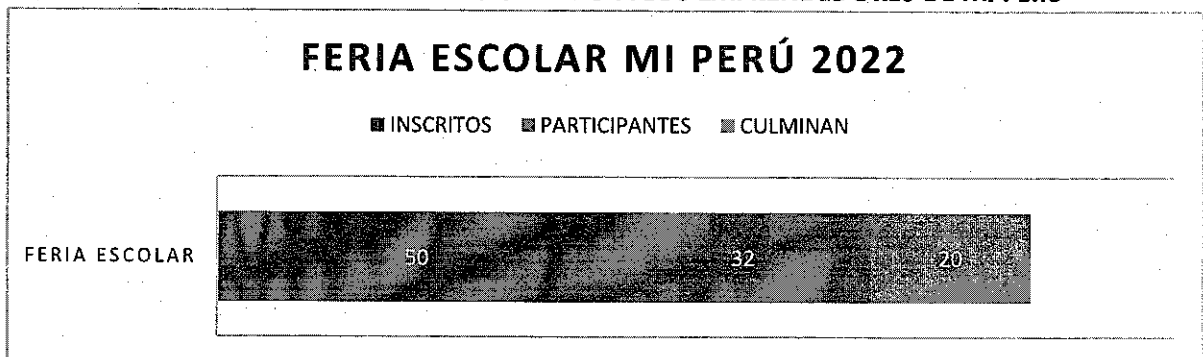 FERIA ESCOLAR MI PERÚ 2022
INSCRITOS PARTICIPANTES CULMINAN
FERIA ESCOLAR 50 32 20